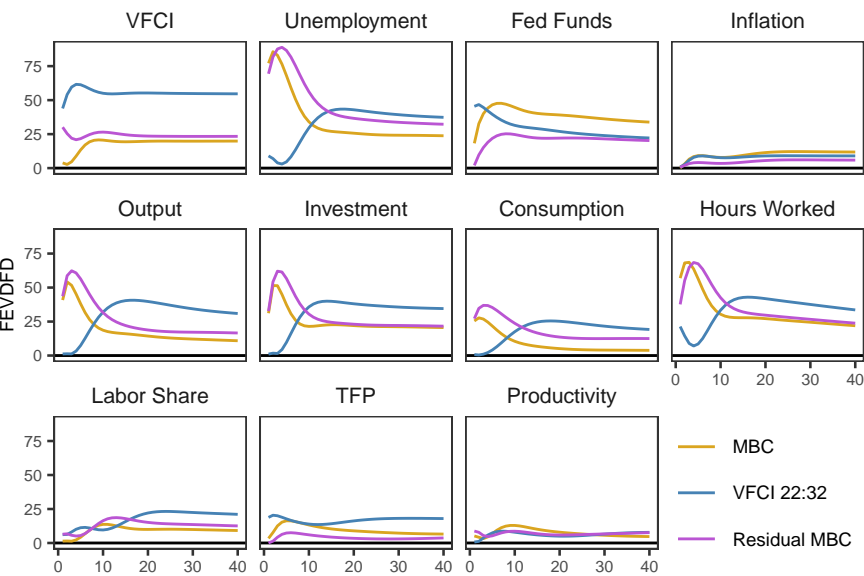 VFCI Unemployment Fed Funds Inflation
75
50
25
0
Output Investment Consumption Hours Worked
FEVDFD
75
50
25
0
0 10 20 30 40
Labor Share TFP Productivity
75
50
25
0
0 10 20 30 40 0 10 20 30 40 0 10 20 30 40
MBC
VFCI 22:32
Residual MBC